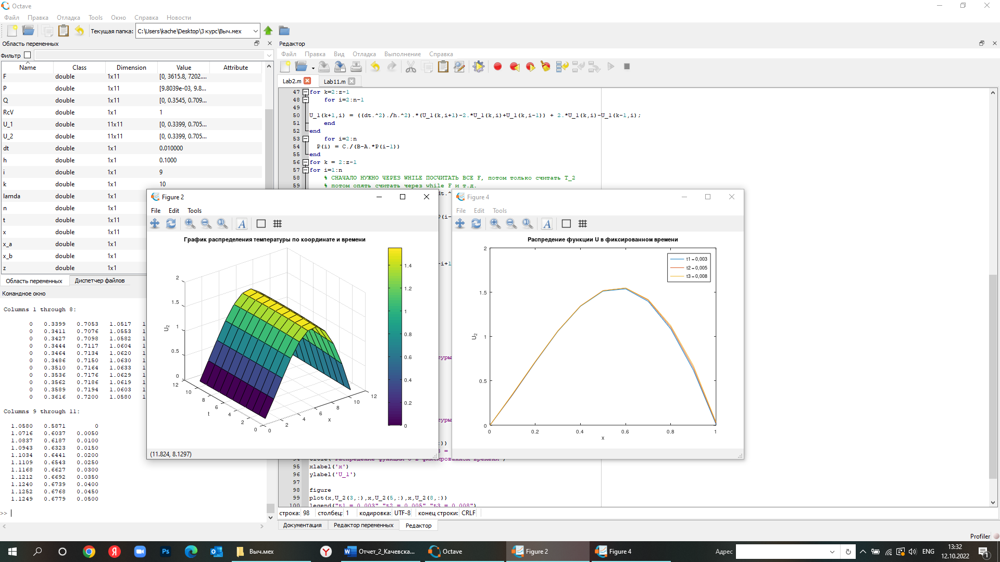 Octave
Файл Правка Отладка Tools Окно Справка Новости
Текущая папка: C:\Users\kache\Desktop\3 курс\Выч.мех
Область переменных
Фильтр
Name Class Dimension Value Attribute
F double 1x11 [0, 3615.8, 7202....
P double 1x11 [9.8039e-03, 9.8...
Q double 1x11 [0, 0.3545, 0.709...
RcV double 1x1 1
U_1 double 11x11 [0, 0.3399, 0.705...
U_2 double 11x11 [0, 0.3399, 0.705...
dt double 1x1 0.010000
h double 1x1 0.1000
i double 1x1 9
k double 1x1 10
lamda double 1x1
n double 1x1
t double 1x11
x double 1x11
x_a double 1x1
x_b double 1x1
z double 1x1
Область переменных Диспетчер файлов
Командное окно
Columns 1 through 8:
0 0.3399 0.7053 1.0517 1
0 0.3411 0.7076 1.0553 1
0 0.3427 0.7098 1.0582 1
0 0.3444 0.7117 1.0604 1
0 0.3464 0.7134 1.0620 1
0 0.3486 0.7150 1.0630 1
0 0.3510 0.7164 1.0633 1
0 0.3536 0.7176 1.0629 1
0 0.3562 0.7186 1.0619 1
0 0.3589 0.7194 1.0603 1
0 0.3616 0.7200 1.0580 1
Columns 9 through 11:
1.0580 0.5871 0
1.0716 0.6037 0.0050
1.0837 0.6187 0.0100
1.0943 0.6323 0.0150
1.1034 0.6441 0.0200
1.1109 0.6543 0.0250
1.1168 0.6627 0.0300
1.1212 0.6692 0.0350
1.1240 0.6739 0.0400
1.1252 0.6768 0.0450
1.1249 0.6779 0.0500
>>
Редактор
Файл Правка Вид Отладка Выполнение Справка
Lab2.m Lab11.m
47 for k=2:z-1
48 for i=2:n-1
49
50 U_1(k+1,i) = ((dt.^2)./h.^2).*(U_1(k,i+1)-2.*U_1(k,i)+U_1(k,i-1)) + 2.*U_1(k,i)-U_1(k-1,i);
51 end
52 end
53 for i=2:n
54 P(i) = C./(B-A.*P(i-1))
55 end
56 for k = 2:z-1
57 for i=1:n
58 % СНАЧАЛО НУЖНО ЧЕРЕЗ WHILE ПОСЧИТАТЬ ВСЕ F, потом только считать T_2
59 % потом опять считать через while F и т.д.
95 xlabel('x')
96 ylabel('U_1')
97
98 figure
99 plot(x,U_2(3,:),x,U_2(5,:),x,U_2(8,:))
100 legend("t1 = 0.003","t2 = 0.005","t3 = 0.008")
строка: 98 столбец: 1 кодировка: UTF-8 конец строки: CRLF
Документация Редактор переменных Редактор
Profiler
Figure 2
File Edit Tools
График распределения температуры по координате и времени
2
1.5
1
0.5
0
U2
12
10
8
6
4
2
0
t
0
2
4
6
8
10
12
x
1.4
1.2
1
0.8
0.6
0.4
0.2
0
(11.824, 8.1297)
Figure 4
File Edit Tools
Распредение функции U в фиксированном времени
t1 = 0,003
t2 = 0,005
t3 = 0,008
2
1.5
1
0.5
0
U2
0 0.2 0.4 0.6 0.8 1
x
Выч.мех Отчет_2_Качевска... Octave Figure 2 Figure 4 Адрес ENG 13:32
12.10.2022